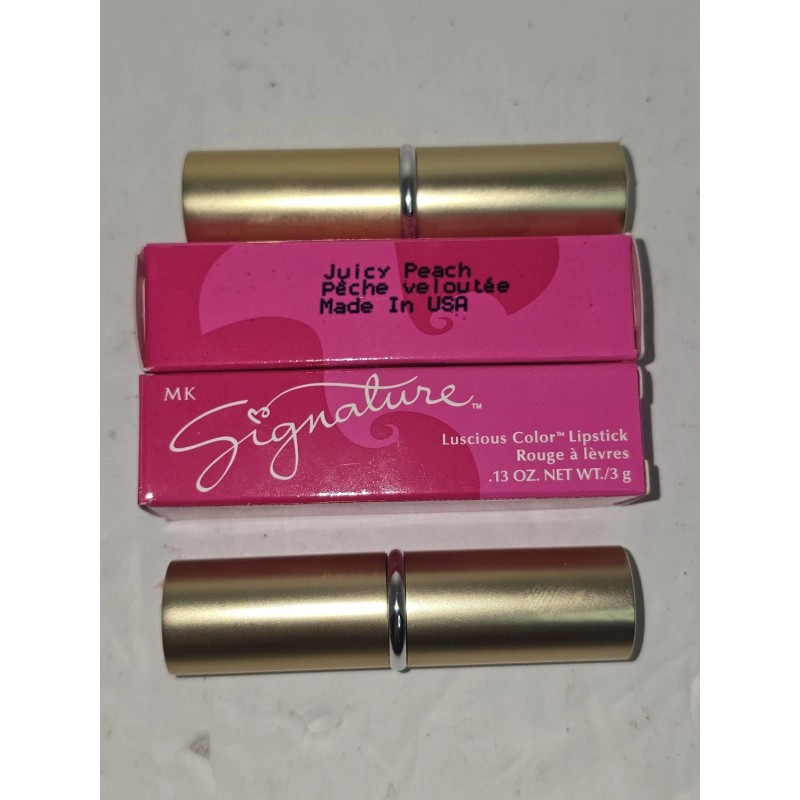 Juicy Peach
Pêche veloutée
Made In USA
MK
Signature™
Luscious Color™ Lipstick
Rouge à lèvres
.13 OZ. NET WT./3 g